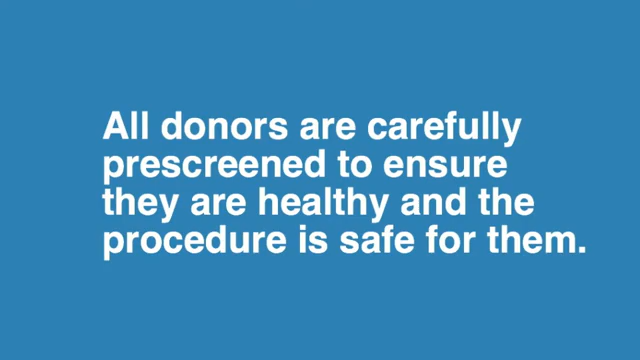 All donors are carefully
prescreened to ensure
they are healthy and the
procedure is safe for them.